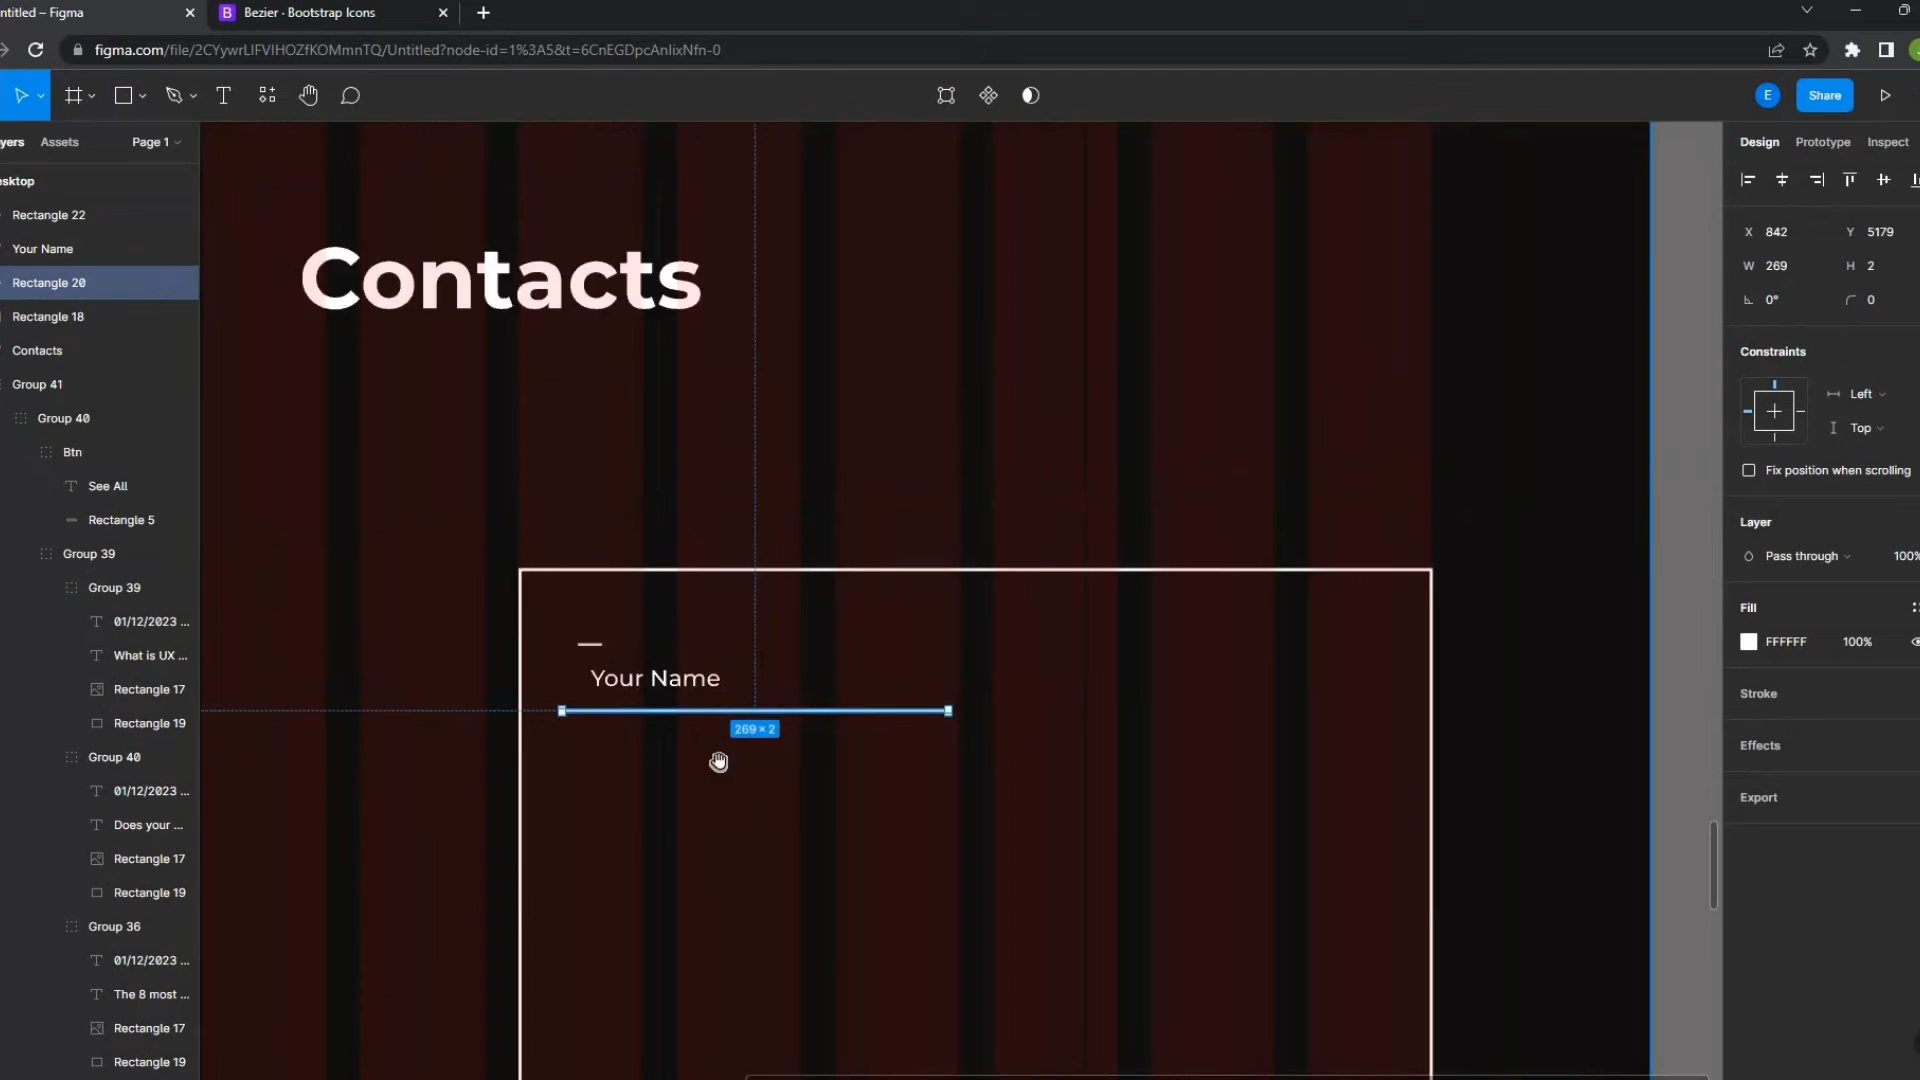 ntitled – Figma
Bezier · Bootstrap Icons
figma.com/file/2CYywrLIFVIHOZfKOMmnTQ/Untitled?node-id=1%3A5&t=6CnEGDpcAnlixNfn-0
E
Share
yers
Assets
Page 1
Design
Prototype
Inspect
esktop
Rectangle 22
Your Name
Rectangle 20
Rectangle 18
Contacts
Group 41
Group 40
Btn
See All
Rectangle 5
Group 39
Group 39
01/12/2023 ...
What is UX ...
Rectangle 17
Rectangle 19
Group 40
01/12/2023 ...
Does your ...
Rectangle 17
Rectangle 19
Group 36
01/12/2023 ...
The 8 most ...
Rectangle 17
Rectangle 19
Contacts
Your Name
269 × 2
X 842 Y 5179
W 269 H 2
0° 0
Constraints
Left
Top
Fix position when scrolling
Layer
Pass through 100%
Fill
FFFFFF 100%
Stroke
Effects
Export